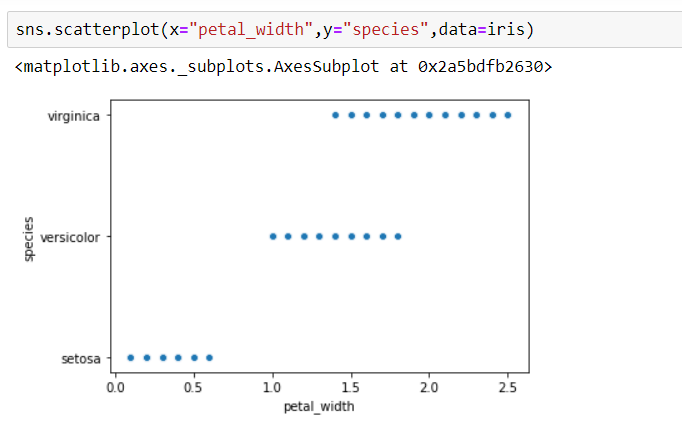 sns.scatterplot(x="petal_width",y="species",data=iris)
<matplotlib.axes._subplots.AxesSubplot at 0x2a5bdfb2630>
virginica
species
versicolor
setosa
0.0 0.5 1.0 1.5 2.0 2.5
petal_width